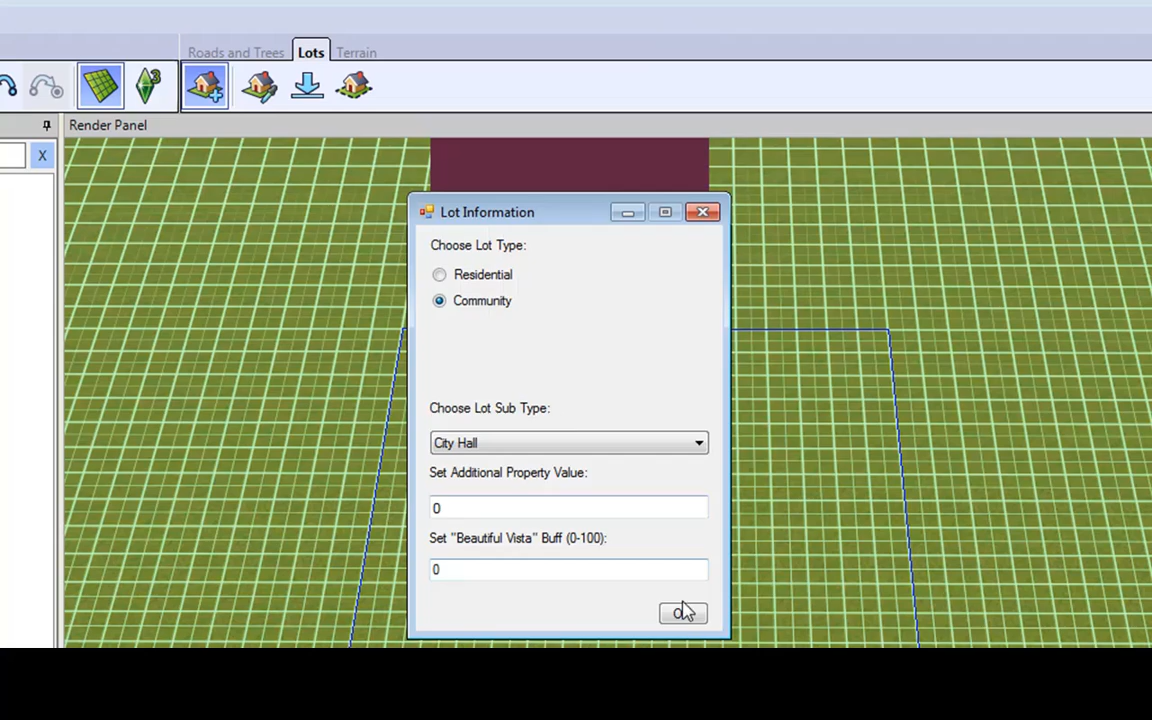 Roads and Trees Lots Terrain
3
X Render Panel
Lot Information
Choose Lot Type:
Residential
Community
Choose Lot Sub Type:
City Hall
Set Additional Property Value:
0
Set "Beautiful Vista" Buff (0-100):
0